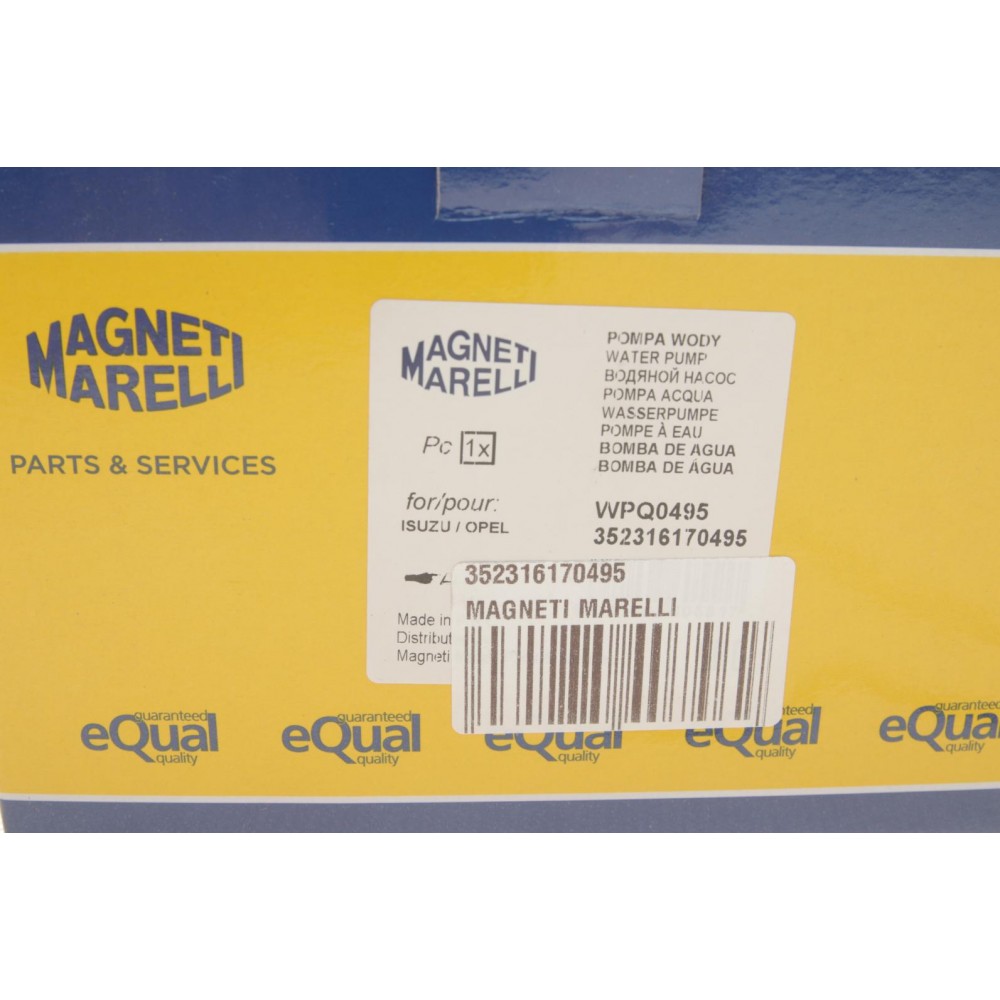 MAGNETI
MARELLI
PARTS & SERVICES
MAGNETI
MARELLI
Pc 1x
for/pour:
ISUZU / OPEL
POMPA WODY
WATER PUMP
ВОДЯНОЙ НАСОС
POMPA ACQUA
WASSERPUMPE
POMPE À EAU
BOMBA DE AGUA
BOMBA DE ÁGUA
WPQ0495
352316170495
Made in
Magneti
352316170495
MAGNETI MARELLI
guaranteed
eQual
quality
guaranteed
eQual
quality
eQual
quality
eQual
quality
guaranteed
eQual
quality